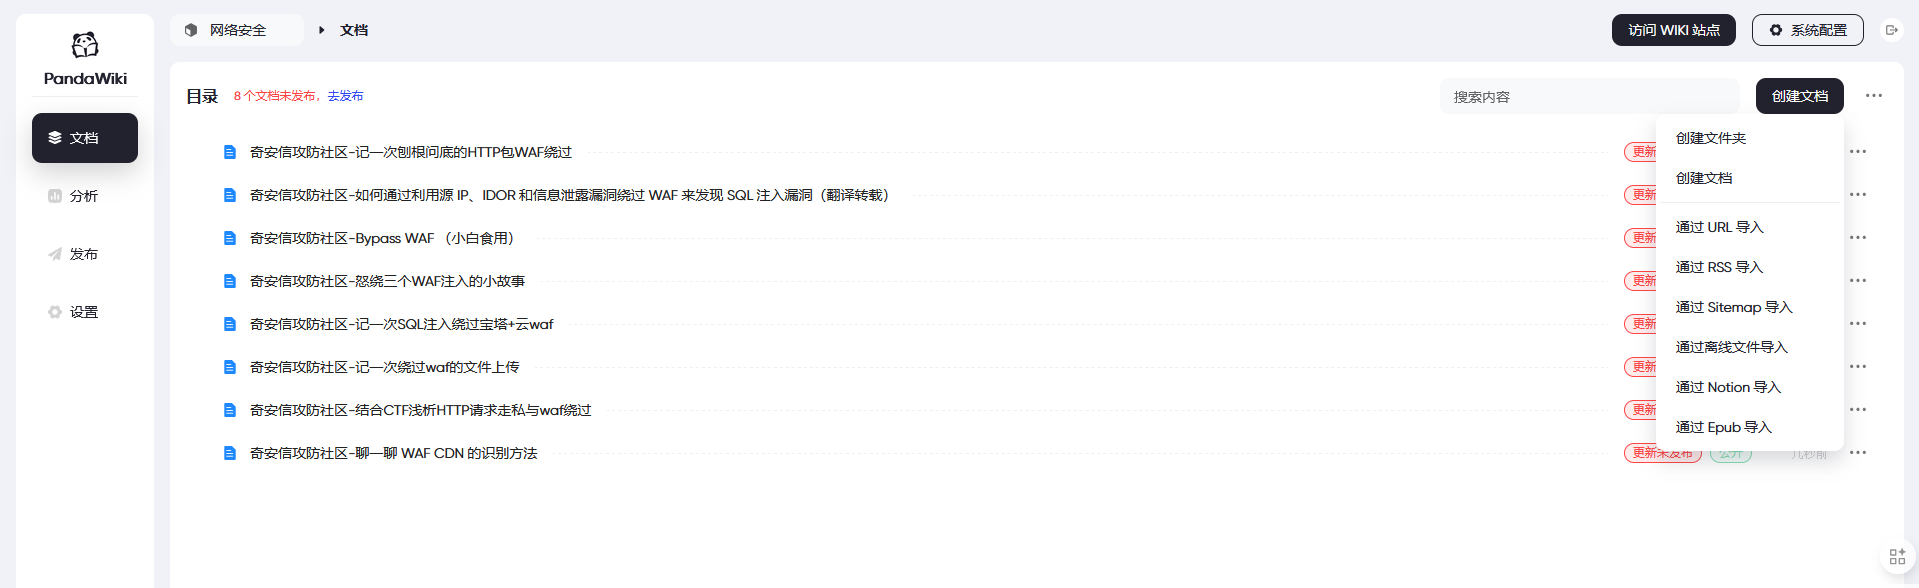 PandaWiki
网络安全
文档
访问 WIKI 站点
系统配置
文档
分析
发布
设置
目录
8 个文档未发布，去发布
搜索内容
创建文档
创建文件夹
创建文档
通过 URL 导入
通过 RSS 导入
通过 Sitemap 导入
通过离线文件导入
通过 Notion 导入
通过 Epub 导入
奇安信攻防社区-记一次刨根问底的HTTP包WAF绕过
更新
奇安信攻防社区-如何通过利用源 IP、IDOR 和信息泄露漏洞绕过 WAF 来发现 SQL 注入漏洞（翻译转载）
更新
奇安信攻防社区-Bypass WAF （小白食用）
更新
奇安信攻防社区-怒绕三个WAF注入的小故事
更新
奇安信攻防社区-记一次SQL注入绕过宝塔+云waf
更新
奇安信攻防社区-记一次绕过waf的文件上传
更新
奇安信攻防社区-结合CTF浅析HTTP请求走私与waf绕过
更新
奇安信攻防社区-聊一聊 WAF CDN 的识别方法
更新未发布
公开
几秒前